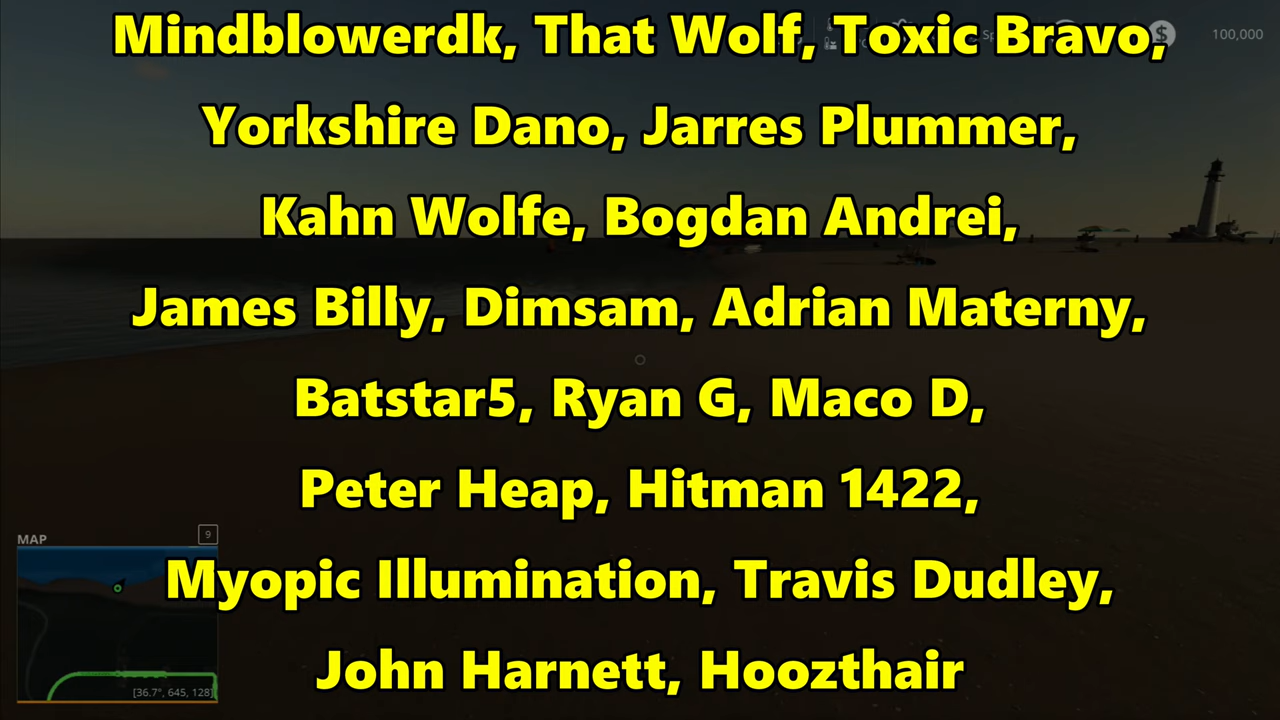 Mindblowerdk, That Wolf, Toxic Bravo,
100,000
Yorkshire Dano, Jarres Plummer,
Kahn Wolfe, Bogdan Andrei,
James Billy, Dimsam, Adrian Materny,
Batstar5, Ryan G, Maco D,
Peter Heap, Hitman 1422,
MAP
9
Myopic Illumination, Travis Dudley,
John Harnett, Hoozthair
[36.7°, 645, 128]